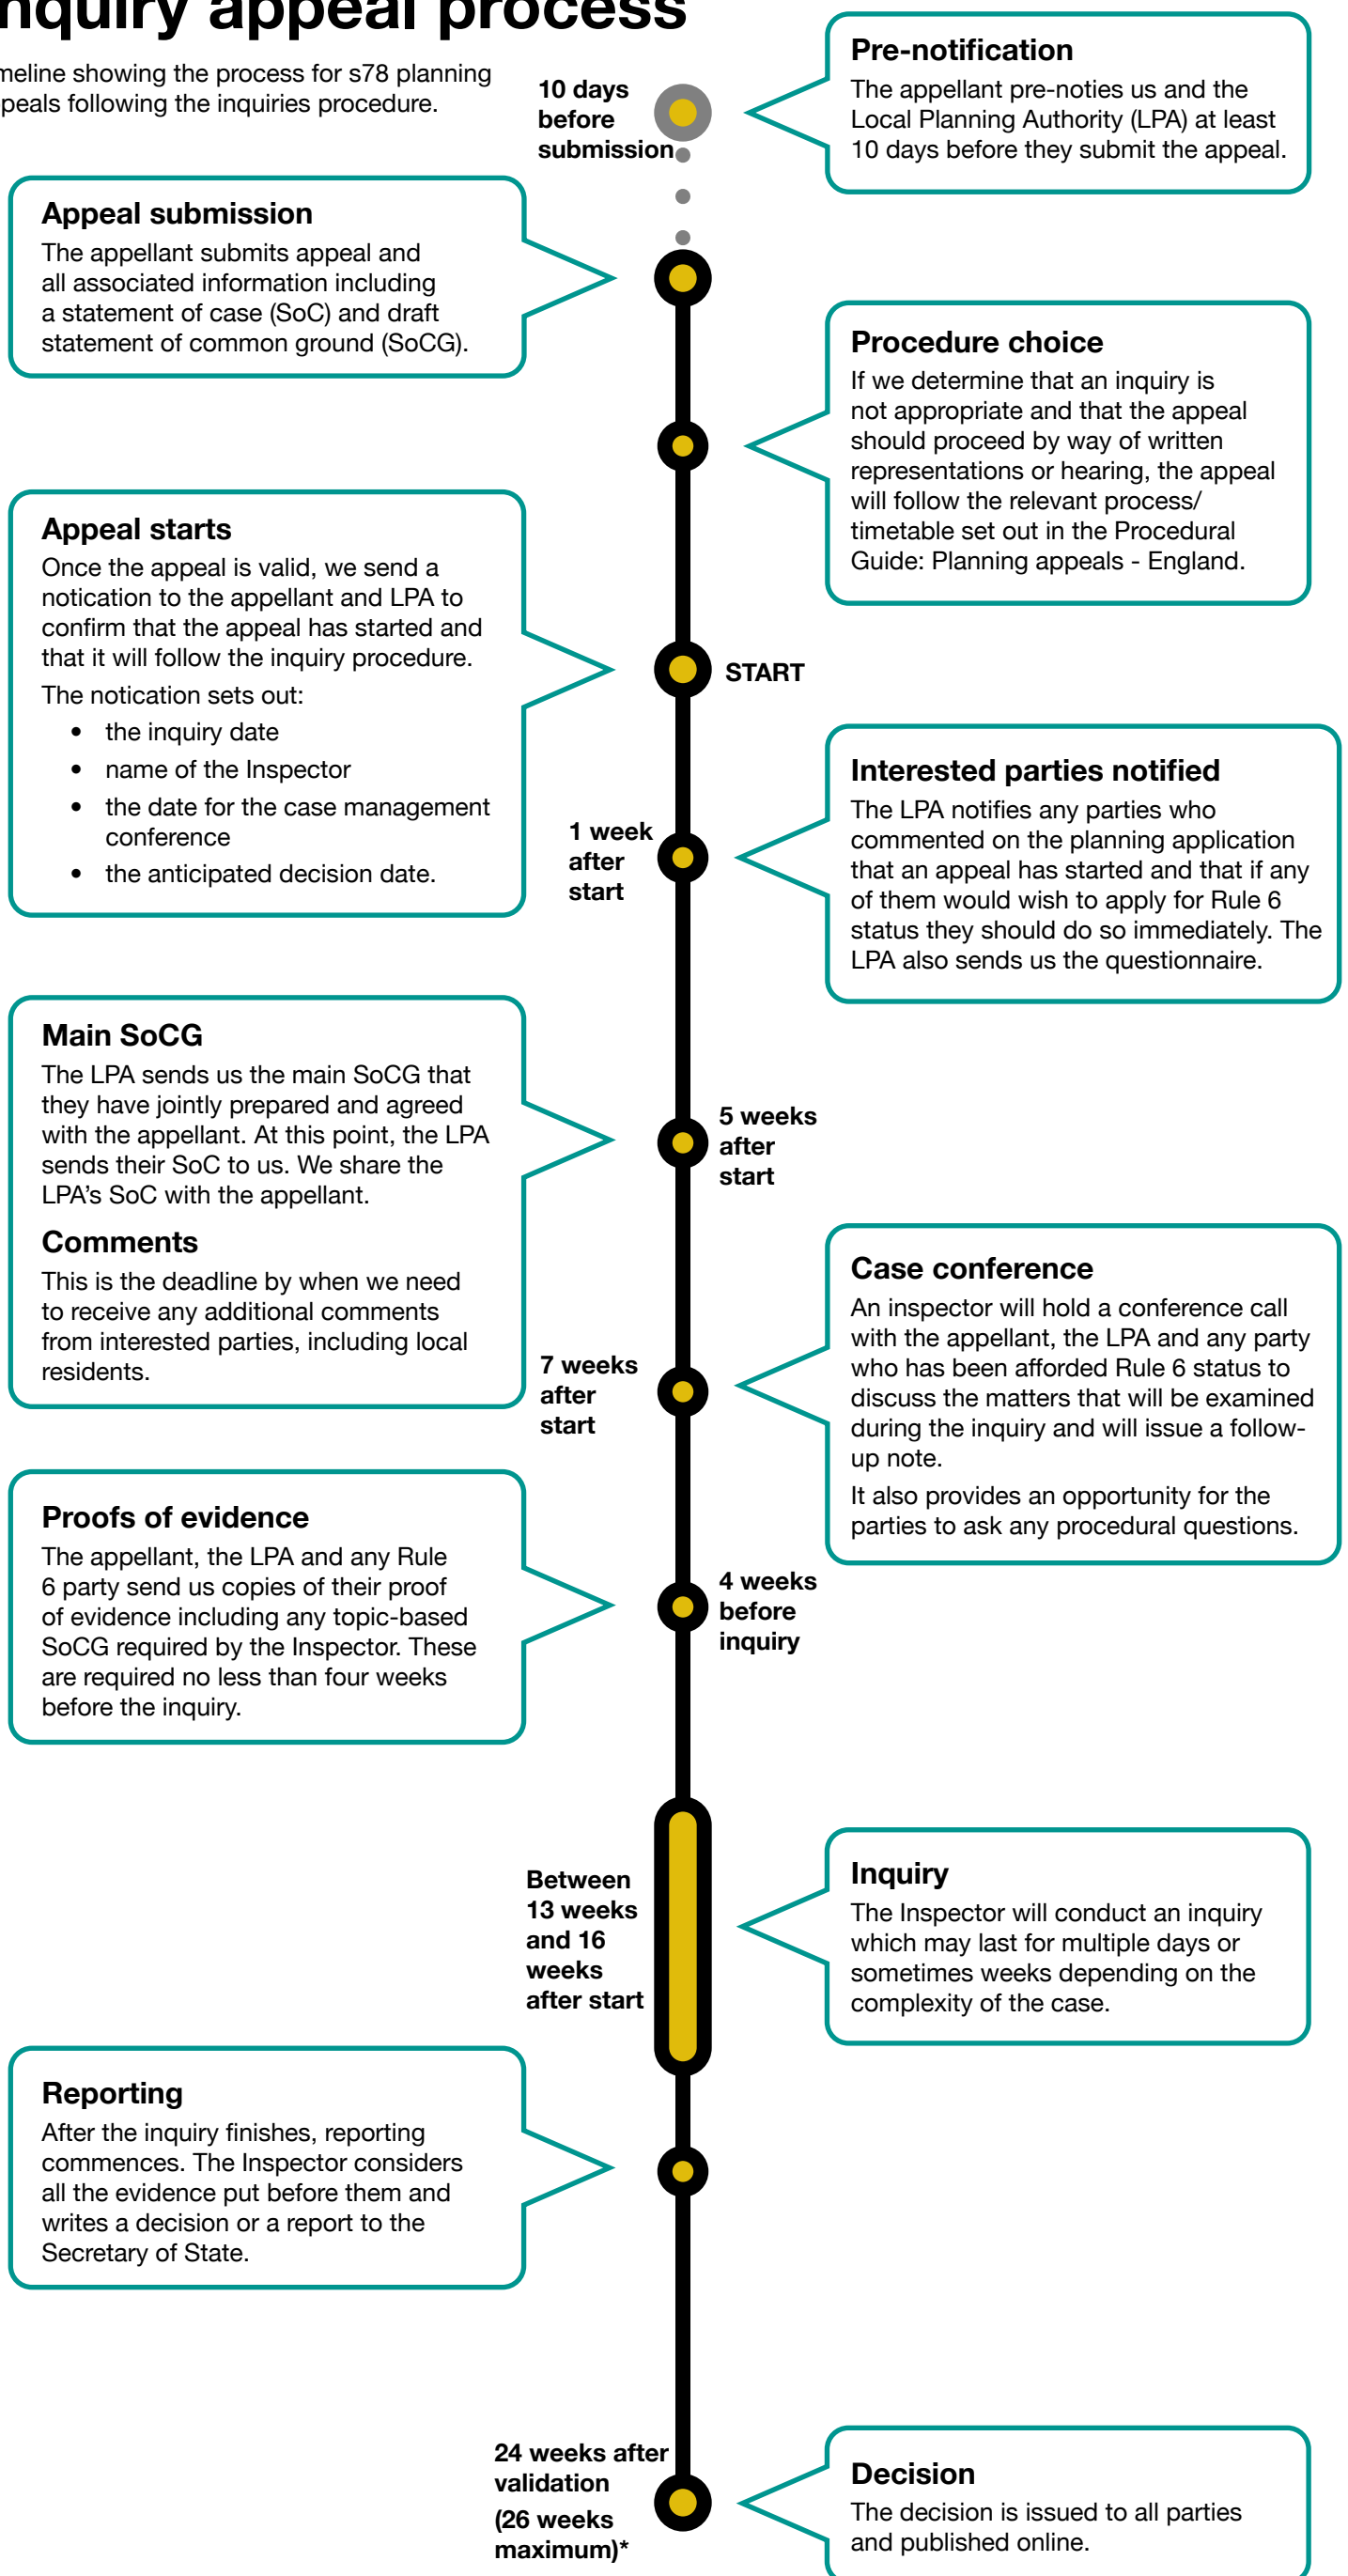 nquiry appeal process
meline showing the process for s78 planning
ppeals following the inquiries procedure.
10 days
before
submission
Pre-notification
The appellant pre-noties us and the
Local Planning Authority (LPA) at least
10 days before they submit the appeal.
Appeal submission
The appellant submits appeal and
all associated information including
a statement of case (SoC) and draft
statement of common ground (SoCG).
Procedure choice
If we determine that an inquiry is
not appropriate and that the appeal
should proceed by way of written
representations or hearing, the appeal
will follow the relevant process/
timetable set out in the Procedural
Guide: Planning appeals - England.
Appeal starts
Once the appeal is valid, we send a
notication to the appellant and LPA to
confirm that the appeal has started and
that it will follow the inquiry procedure.
The notication sets out:
• the inquiry date
• name of the Inspector
• the date for the case management
conference
• the anticipated decision date.
START
1 week
after
start
Interested parties notified
The LPA notifies any parties who
commented on the planning application
that an appeal has started and that if any
of them would wish to apply for Rule 6
status they should do so immediately. The
LPA also sends us the questionnaire.
Main SoCG
The LPA sends us the main SoCG that
they have jointly prepared and agreed
with the appellant. At this point, the LPA
sends their SoC to us. We share the
LPA's SoC with the appellant.
Comments
This is the deadline by when we need
to receive any additional comments
from interested parties, including local
residents.
5 weeks
after
start
7 weeks
after
start
Case conference
An inspector will hold a conference call
with the appellant, the LPA and any party
who has been afforded Rule 6 status to
discuss the matters that will be examined
during the inquiry and will issue a follow-
up note.
It also provides an opportunity for the
parties to ask any procedural questions.
Proofs of evidence
The appellant, the LPA and any Rule
6 party send us copies of their proof
of evidence including any topic-based
SoCG required by the Inspector. These
are required no less than four weeks
before the inquiry.
4 weeks
before
inquiry
Between
13 weeks
and 16
weeks
after start
Inquiry
The Inspector will conduct an inquiry
which may last for multiple days or
sometimes weeks depending on the
complexity of the case.
Reporting
After the inquiry finishes, reporting
commences. The Inspector considers
all the evidence put before them and
writes a decision or a report to the
Secretary of State.
24 weeks after
validation
(26 weeks
maximum)*
Decision
The decision is issued to all parties
and published online.